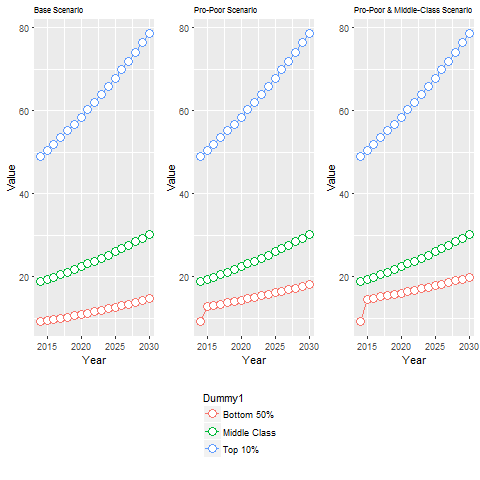 Base Scenario
Pro-Poor Scenario
Pro-Poor & Middle-Class Scenario
80
60
40
20
Value
2015 2020 2025 2030
Year
80
60
40
20
Value
2015 2020 2025 2030
Year
80
60
40
20
Value
2015 2020 2025 2030
Year
Dummy1
Bottom 50%
Middle Class
Top 10%